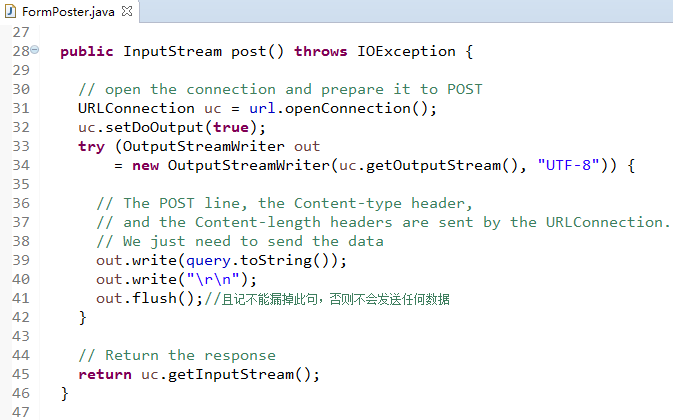 FormPoster.java
27
28 public InputStream post() throws IOException {
29
30 // open the connection and prepare it to POST
31 URLConnection uc = url.openConnection();
32 uc.setDoOutput(true);
33 try (OutputStreamWriter out
34 = new OutputStreamWriter(uc.getOutputStream(), "UTF-8")) {
35
36 // The POST line, the Content-type header,
37 // and the Content-length headers are sent by the URLConnection.
38 // We just need to send the data
39 out.write(query.toString());
40 out.write("\r\n");
41 out.flush();//且记不能漏掉此句，否则不会发送任何数据
42 }
43
44 // Return the response
45 return uc.getInputStream();
46 }
47